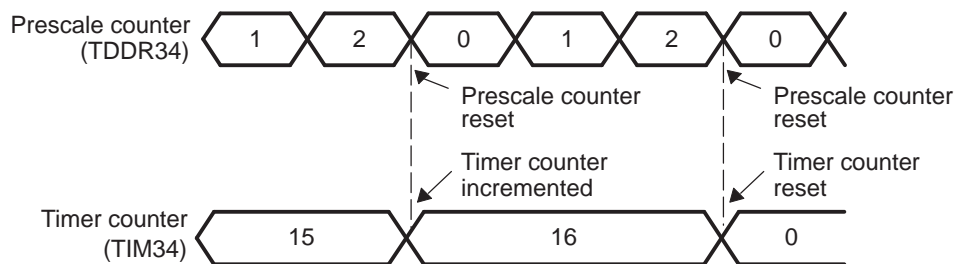 Prescale counter
(TDDR34)
1 2 0 1 2 0
Prescale counter
reset
Prescale counter
reset
Timer counter
incremented
Timer counter
reset
Timer counter
(TIM34)
15 16 0